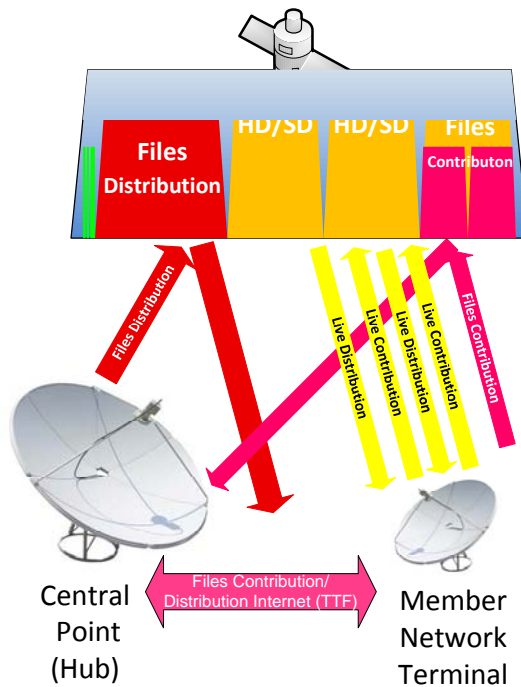 HD/SD
HD/SD
Files
Files
Distribution
Contributon
Files Distribution
Live Distribution
Live Contribution
Live Distribution
Live Contribution
Files Contribution
Files Contribution/
Distribution Internet (TTF)
Central
Point
(Hub)
Member
Network
Terminal